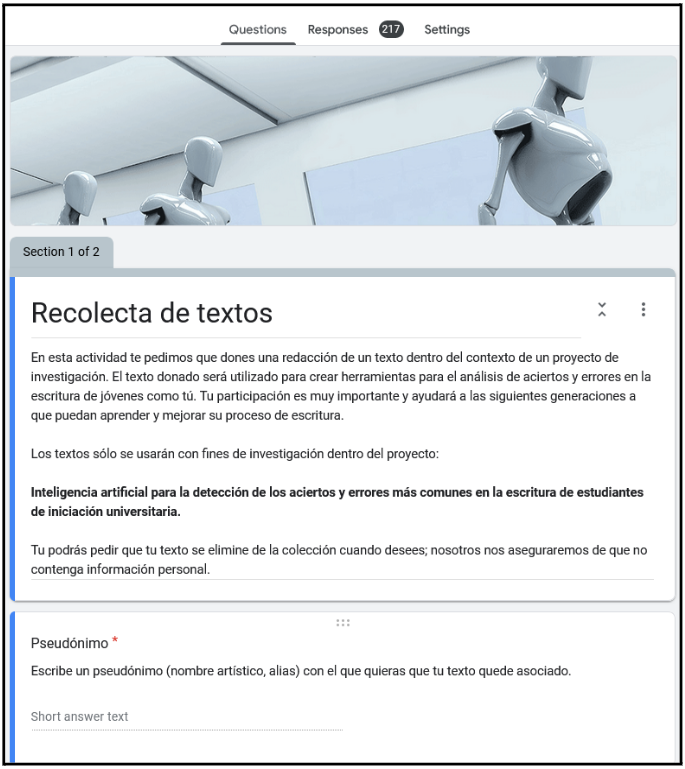 Questions Responses 217 Settings
Section 1 of 2
Recolecta de textos
En esta actividad te pedimos que dones una redacción de un texto dentro del contexto de un proyecto de
investigación. El texto donado será utilizado para crear herramientas para el análisis de aciertos y errores en la
escritura de jóvenes como tú. Tu participación es muy importante y ayudará a las siguientes generaciones a
que puedan aprender y mejorar su proceso de escritura.
Los textos sólo se usarán con fines de investigación dentro del proyecto:
Inteligencia artificial para la detección de los aciertos y errores más comunes en la escritura de estudiantes
de iniciación universitaria.
Tu podrás pedir que tu texto se elimine de la colección cuando desees; nosotros nos aseguraremos de que no
contenga información personal.
Pseudónimo *
Escribe un pseudónimo (nombre artístico, alias) con el que quieras que tu texto quede asociado.
Short answer text